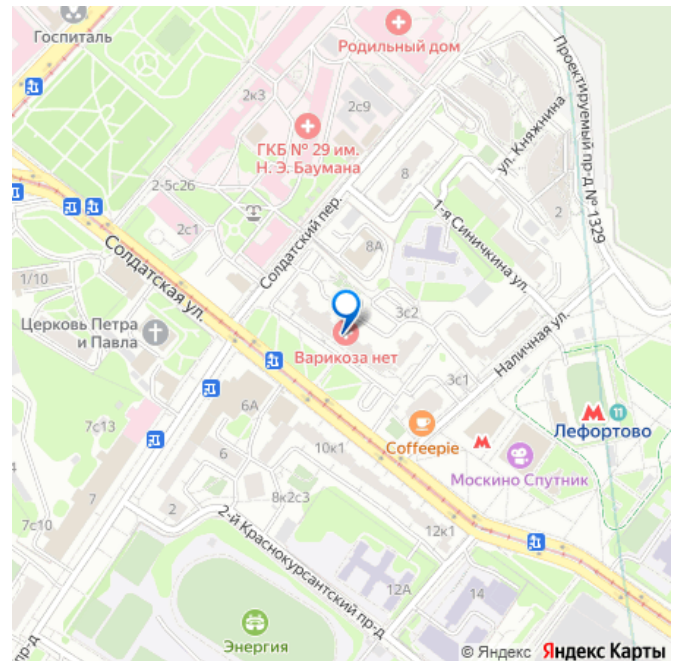 Госпиталь
Родильный дом
2к3
2с9
ГКБ № 29 им.
Н. Э. Баумана
Проектируемый пр-д № 1329
ул. Княжнина
8
2-5с26
2с1
Солдатский пер.
1-я Синичкина ул.
2
8А
1/10
Солдатская ул.
3с2
Церковь Петра
и Павла
Варикоза нет
Наличная ул.
3с1
6А
Coffeepie
11
Лефортово
7с13
10к1
6
Москино Спутник
7
8к2с3
2
7с10
2-й Краснокурсантский пр-д
12к1
12А
14
Энергия
пр-д
© Яндекс Яндекс Карты